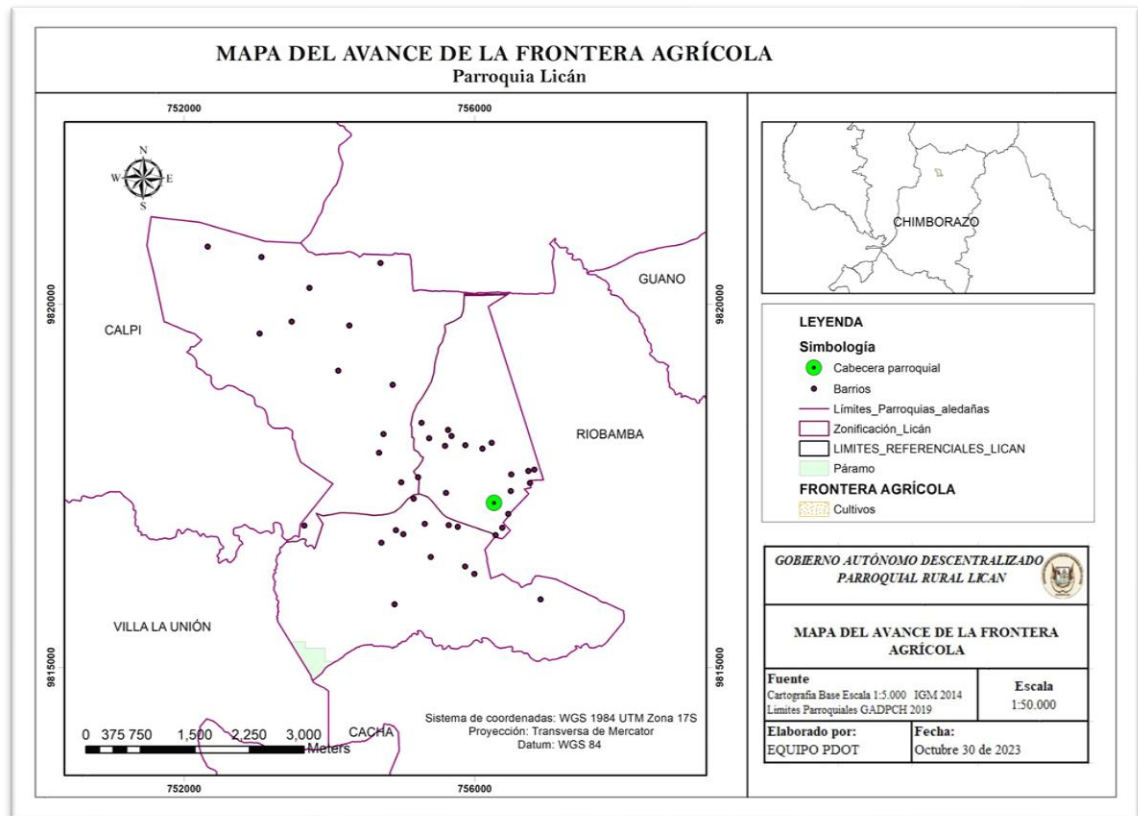 MAPA DEL AVANCE DE LA FRONTERA AGRÍCOLA
Parroquia Licán
752000
756000
N
W
E
S
9820000
9820000
GUANO
CALPI
RIOBAMBA
VILLA LA UNIÓN
9815000
9815000
CACHA
Sistema de coordenadas: WGS 1984 UTM Zona 17S
Proyección: Transversa de Mercator
Datum: WGS 84
0 375 750 1,500 2,250 3,000
Meters
752000
756000
CHIMBORAZO
LEYENDA
Simbología
Cabecera parroquial
Barrios
Límites_Parroquias_aledañas
Zonificación_Licán
LIMITES_REFERENCIALES_LICAN
Páramo
FRONTERA AGRÍCOLA
Cultivos
GOBIERNO AUTÓNOMO DESCENTRALIZADO
PARROQUIAL RURAL LICAN
MAPA DEL AVANCE DE LA FRONTERA
AGRÍCOLA
Fuente
Cartografía Base Escala 1:5.000 IGM 2014
Limites Parroquiales GADPCH 2019
Escala
1:50.000
Elaborado por:
EQUIPO PDOT
Fecha:
Octubre 30 de 2023